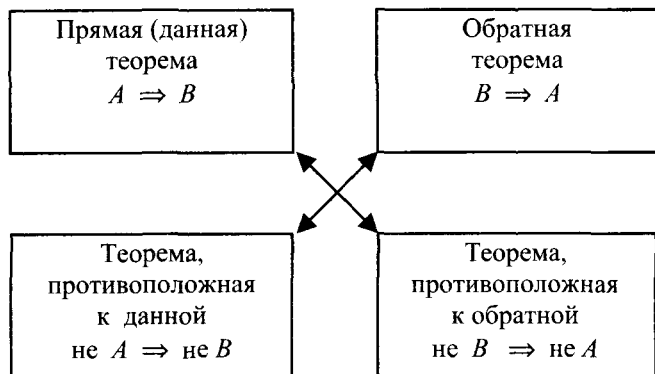 Прямая (данная)
теорема
A ⇒ B
Обратная
теорема
B ⇒ A
Теорема,
противоположная
к данной
не A ⇒ не B
Теорема,
противоположная
к обратной
не B ⇒ не A